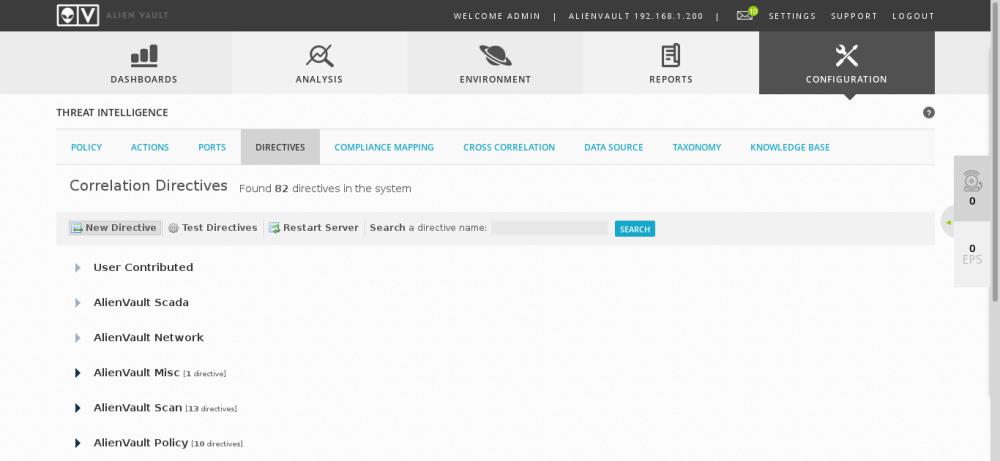 ALIEN VAULT
WELCOME ADMIN | ALIENVAULT 192.168.1.200 | 10 SETTINGS SUPPORT LOGOUT
DASHBOARDS ANALYSIS ENVIRONMENT REPORTS CONFIGURATION
THREAT INTELLIGENCE ?
POLICY ACTIONS PORTS DIRECTIVES COMPLIANCE MAPPING CROSS CORRELATION DATA SOURCE TAXONOMY KNOWLEDGE BASE
Correlation Directives Found 82 directives in the system
New Directive Test Directives Restart Server Search a directive name: SEARCH
0
0
EPS
User Contributed
AlienVault Scada
AlienVault Network
AlienVault Misc [1 directive]
AlienVault Scan [13 directives]
AlienVault Policy [10 directives]